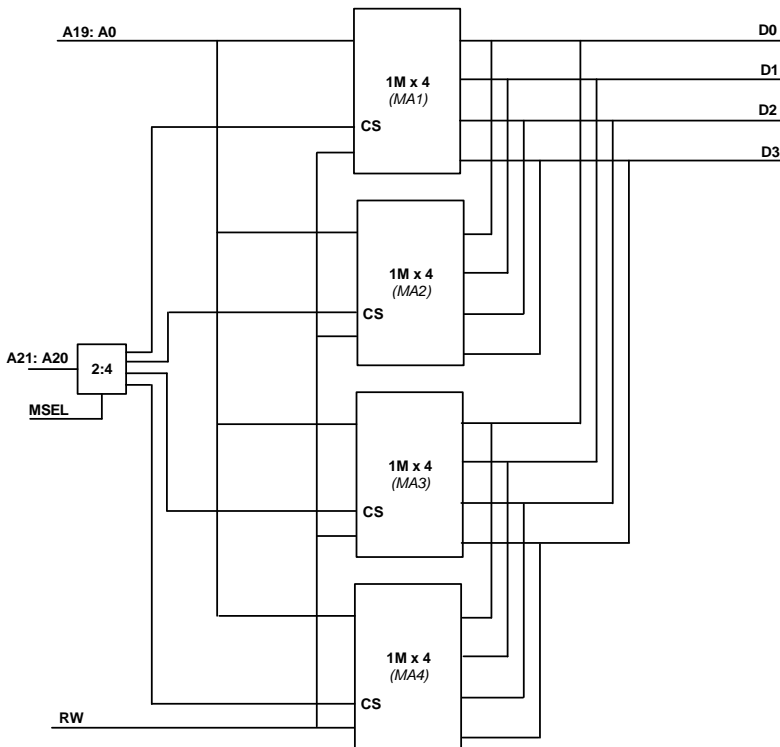 A19: A0
D0
D1
1M x 4
(MA1)
D2
CS
D3
1M x 4
(MA2)
CS
A21: A20
2:4
MSEL
1M x 4
(MA3)
CS
1M x 4
(MA4)
CS
RW